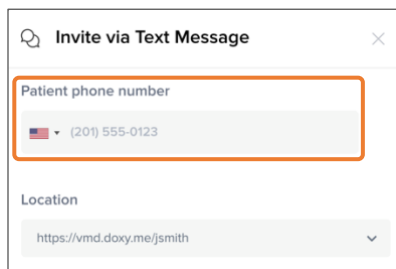 Invite via Text Message
Patient phone number
(201) 555-0123
Location
https://vmd.doxy.me/jsmith